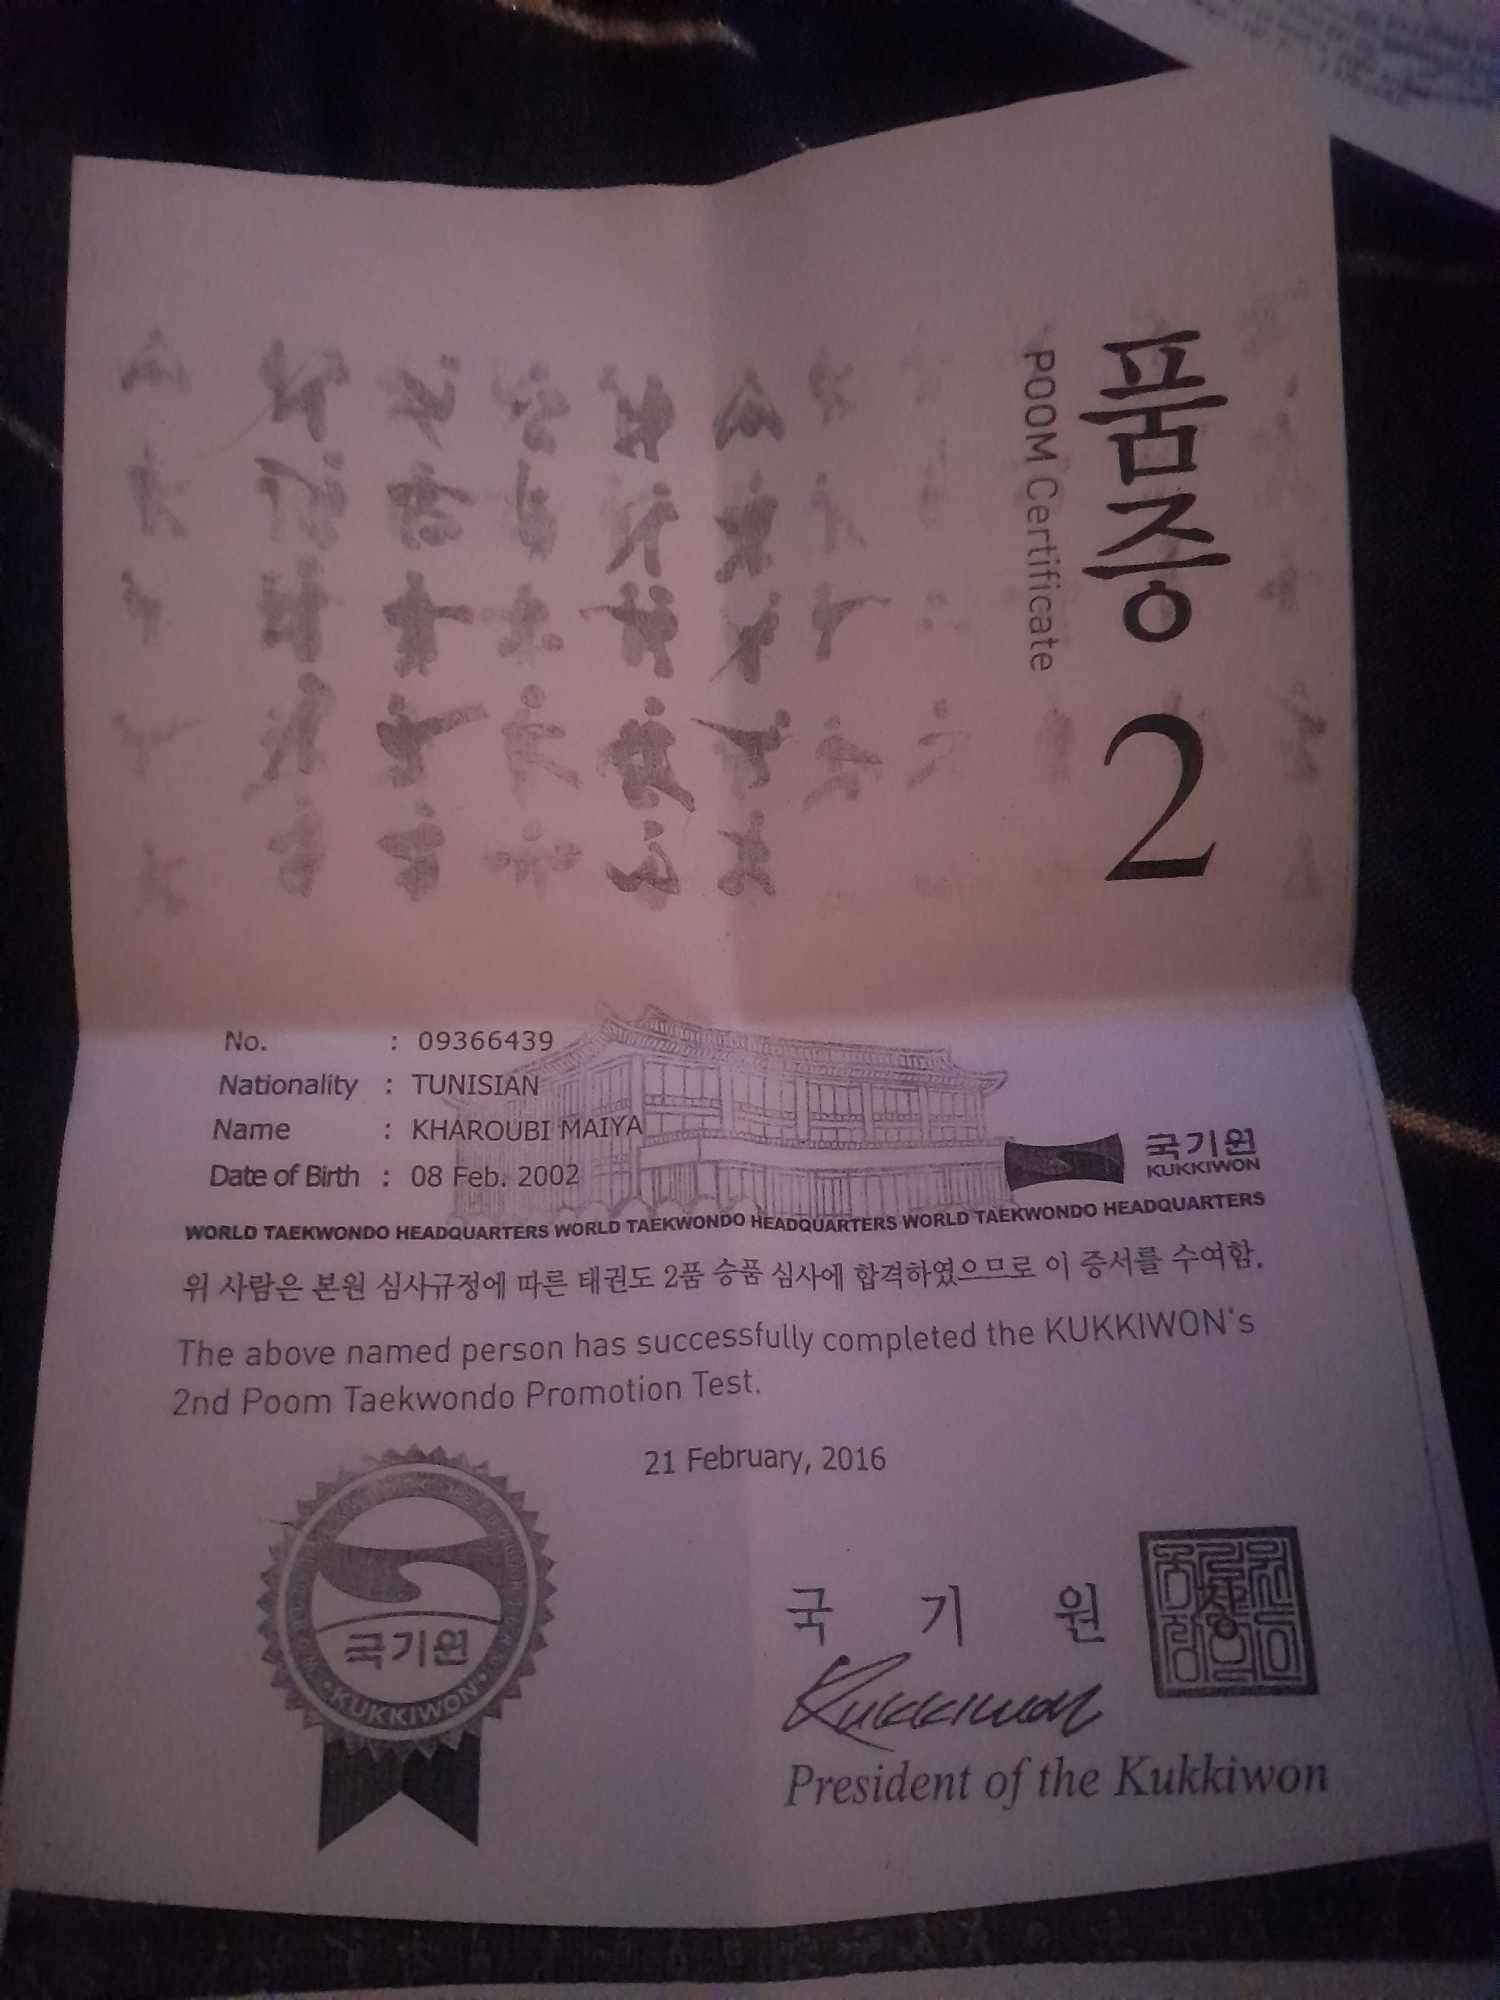 품증 2
POOM Certificate
No. : 09366439
Nationality : TUNISIAN
Name : KHAROUBI MAIYA
Date of Birth : 08 Feb. 2002
국기원
KUKKIWON
WORLD TAEKWONDO HEADQUARTERS WORLD TAEKWONDO HEADQUARTERS WORLD TAEKWONDO HEADQUARTERS
위 사람은 본원 심사규정에 따른 태권도 2품 승품 심사에 합격하였으므로 이 증서를 수여함.
The above named person has successfully completed the KUKKIWON's
2nd Poom Taekwondo Promotion Test.
21 February, 2016
국기원
KUKKIWON
국 기 원
Kukkiwon
President of the Kukkiwon